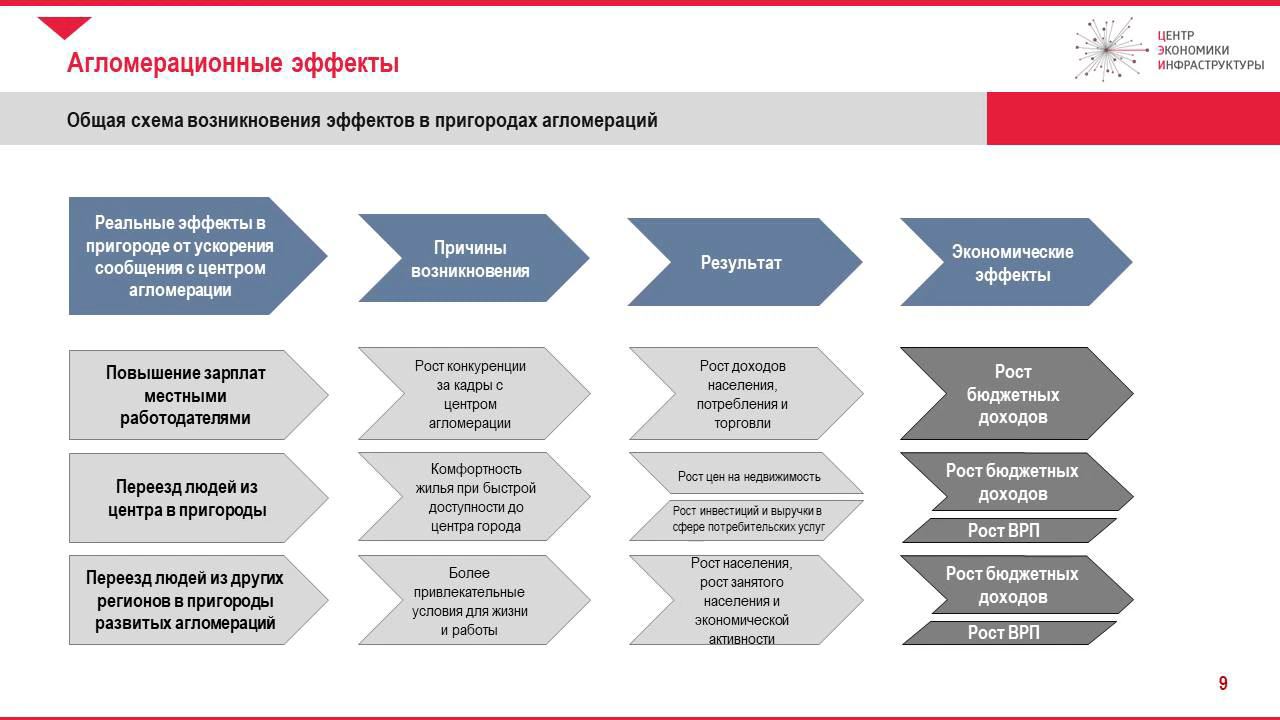 Агломерационные эффекты
ЦЕНТР
ЭКОНОМИКИ
ИНФРАСТРУКТУРЫ
Общая схема возникновения эффектов в пригородах агломераций
Реальные эффекты в
пригороде от ускорения
сообщения с центром
агломерации
Причины
возникновения
Результат
Экономические
эффекты
Повышение зарплат
местными
работодателями
Рост конкуренции
за кадры с
центром
агломерации
Рост доходов
населения,
потребления и
торговли
Рост
бюджетных
доходов
Переезд людей из
центра в пригороды
Комфортность
жилья при быстрой
доступности до
центра города
Рост цен на недвижимость
Рост инвестиций и выручки в
сфере потребительских услуг
Рост бюджетных
доходов
Рост ВРП
Переезд людей из других
регионов в пригороды
развитых агломераций
Более
привлекательные
условия для жизни
и работы
Рост населения,
рост занятого
населения и
экономической
активности
Рост бюджетных
доходов
Рост ВРП
9